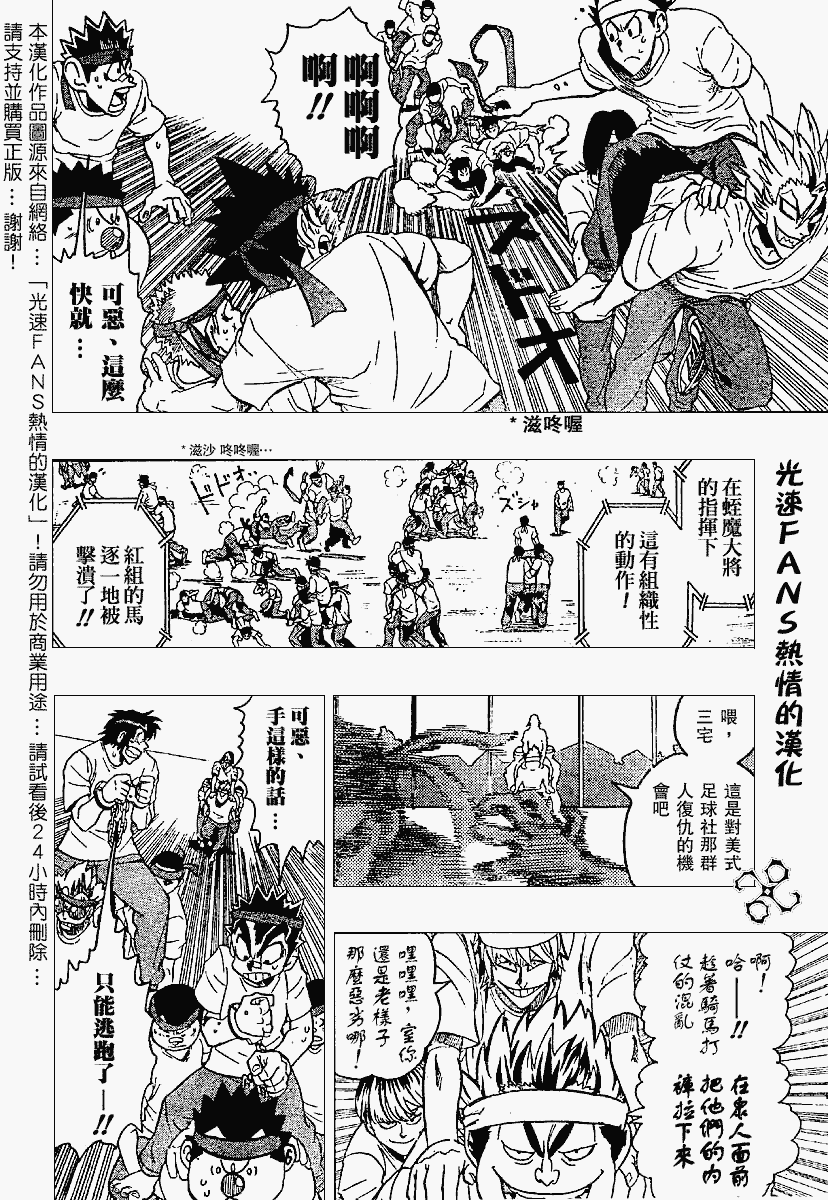 啊啊啊
啊!!
ズドドオ
* 滋咚喔
可惡、這麼
快就…
* 滋沙 咚咚喔…
在蛭魔大將
的指揮下
這有組織性
的動作!
ズシャ
ドドオ…
紅組的馬
逐一地被
擊潰了!!
喂,
三宅
這是對美式
足球社那群
人復仇的機
會吧
可惡、
手這樣的話…
只能逃跑了—!!
啊!
哈——!!
趁著騎馬打
仗的混亂
在衆人面前
把他們的內
褲拉下來
嘿嘿嘿,室你
還是老樣子
那麼惡劣哪!
光速FANS熱情的漢化
本漢化作品圖源來自網絡…「光速FANS熱情的漢化」!請勿用於商業用途…請試看後24小時內刪除…
請支持並購買正版…謝謝!